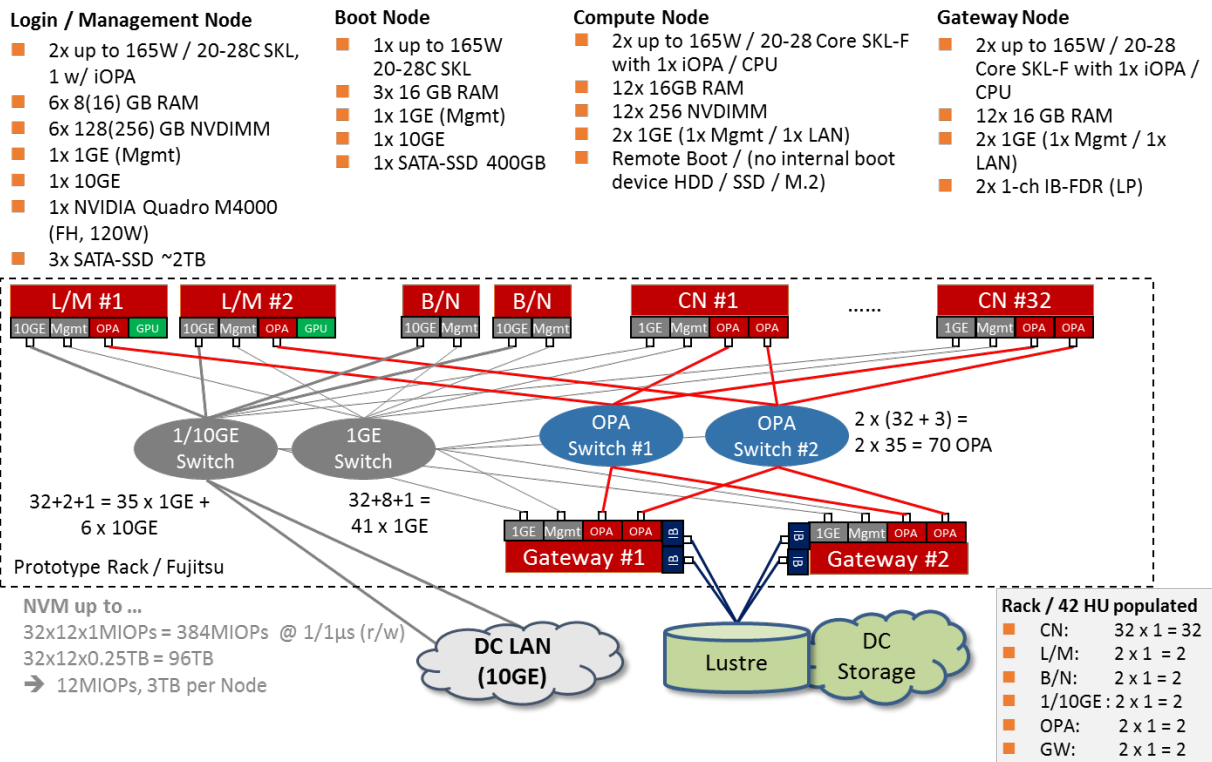 Login / Management Node
2x up to 165W / 20-28C SKL,
1 w/ iOPA
6x 8(16) GB RAM
6x 128(256) GB NVDIMM
1x 1GE (Mgmt)
1x 10GE
1x NVIDIA Quadro M4000
(FH, 120W)
3x SATA-SSD ~2TB
Boot Node
1x up to 165W
20-28C SKL
3x 16 GB RAM
1x 1GE (Mgmt)
1x 10GE
1x SATA-SSD 400GB
Compute Node
2x up to 165W / 20-28 Core SKL-F
with 1x iOPA / CPU
12x 16GB RAM
12x 256 NVDIMM
2x 1GE (1x Mgmt / 1x LAN)
Remote Boot / (no internal boot
device HDD / SSD / M.2)
Gateway Node
2x up to 165W / 20-28
Core SKL-F with 1x iOPA /
CPU
12x 16 GB RAM
2x 1GE (1x Mgmt / 1x
LAN)
2x 1-ch IB-FDR (LP)
L/M #1
10GE Mgmt OPA GPU
L/M #2
10GE Mgmt OPA GPU
B/N
10GE Mgmt
B/N
10GE Mgmt
CN #1
1GE Mgmt OPA OPA
......
CN #32
1GE Mgmt OPA OPA
1/10GE
Switch
1GE
Switch
OPA
Switch #1
OPA
Switch #2
2 x (32 + 3) =
2 x 35 = 70 OPA
32+2+1 = 35 x 1GE +
6 x 10GE
32+8+1 =
41 x 1GE
1GE Mgmt OPA OPA
IB
IB
Gateway #1
IB
IB
1GE Mgmt OPA OPA
Gateway #2
Prototype Rack / Fujitsu
NVM up to ...
32x12x1MIOPs = 384MIOPs @ 1/1µs (r/w)
32x12x0.25TB = 96TB
➔ 12MIOPs, 3TB per Node
DC LAN
(10GE)
Lustre
DC
Storage
Rack / 42 HU populated
CN: 32 x 1 = 32
L/M: 2 x 1 = 2
B/N: 2 x 1 = 2
1/10GE : 2 x 1 = 2
OPA: 2 x 1 = 2
GW: 2 x 1 = 2